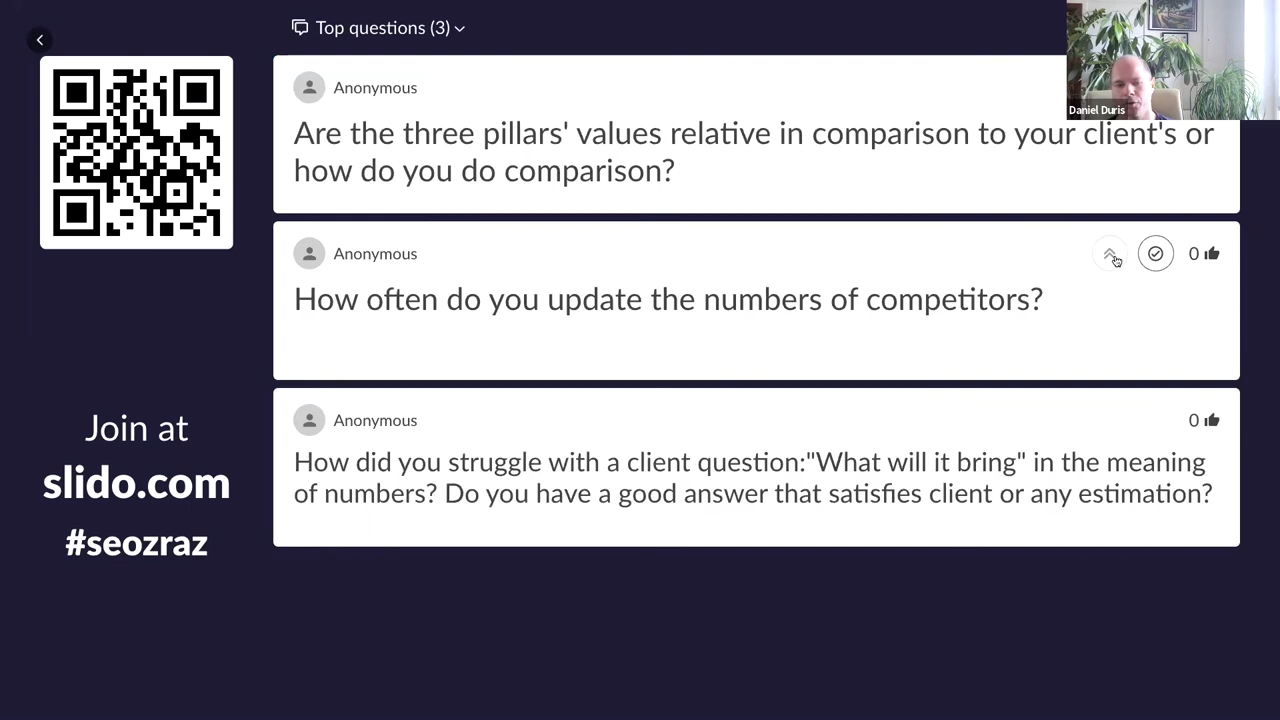 Top questions (3)
Anonymous
Daniel Duris
Are the three pillars' values relative in comparison to your client's or
how do you do comparison?
Anonymous
0
How often do you update the numbers of competitors?
Anonymous
0
How did you struggle with a client question:"What will it bring" in the meaning
of numbers? Do you have a good answer that satisfies client or any estimation?
Join at
slido.com
#seozraz